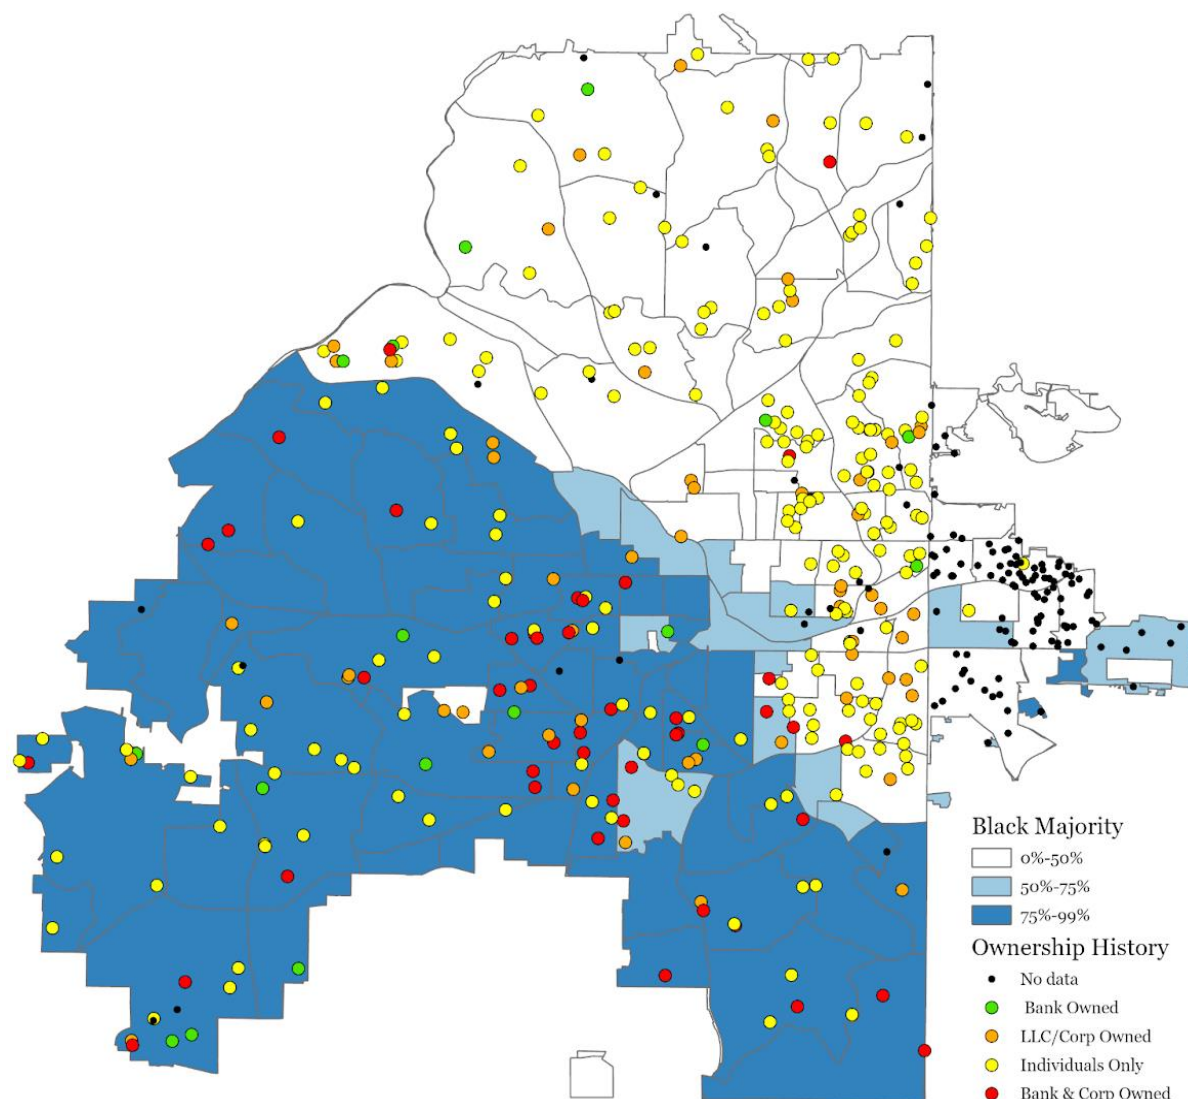 Black Majority
0%-50%
50%-75%
75%-99%
Ownership History
No data
Bank Owned
LLC/Corp Owned
Individuals Only
Bank & Corp Owned